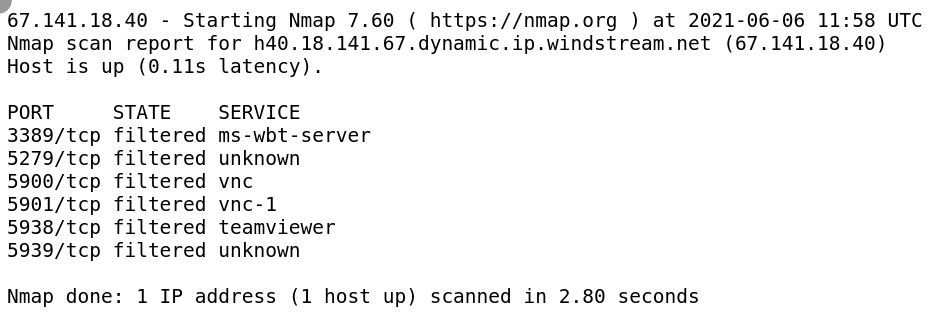 67.141.18.40 - Starting Nmap 7.60 ( https://nmap.org ) at 2021-06-06 11:58 UTC
Nmap scan report for h40.18.141.67.dynamic.ip.windstream.net (67.141.18.40)
Host is up (0.11s latency).

PORT     STATE    SERVICE
3389/tcp filtered ms-wbt-server
5279/tcp filtered unknown
5900/tcp filtered vnc
5901/tcp filtered vnc-1
5938/tcp filtered teamviewer
5939/tcp filtered unknown

Nmap done: 1 IP address (1 host up) scanned in 2.80 seconds